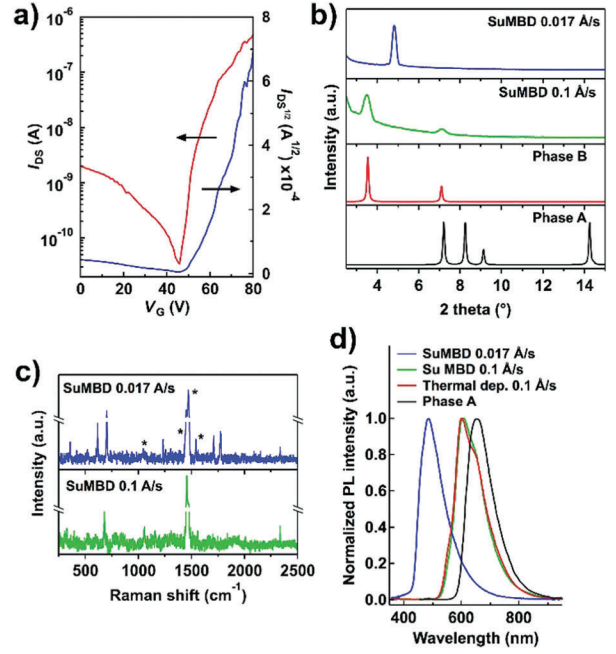 a)
10⁻⁶
10⁻⁷
10⁻⁸
10⁻⁹
10⁻¹⁰
I_DS (A)
8
6
4
2
0
I_DS^1/2 (A^1/2) x10⁻⁴
0 20 40 60 80
V_G (V)
b)
SuMBD 0.017 Å/s
SuMBD 0.1 Å/s
Phase B
Phase A
Intensity (a.u.)
4 6 8 10 12 14
2 theta (°)
c)
SuMBD 0.017 A/s
* * * *
SuMBD 0.1 A/s
Intensity (a.u.)
500 1000 1500 2000 2500
Raman shift (cm⁻¹)
d)
SuMBD 0.017 Å/s
Su MBD 0.1 Å/s
Thermal dep. 0.1 Å/s
Phase A
Normalized PL intensity (a.u.)
1.0
0.8
0.6
0.4
0.2
0.0
400 600 800
Wavelength (nm)